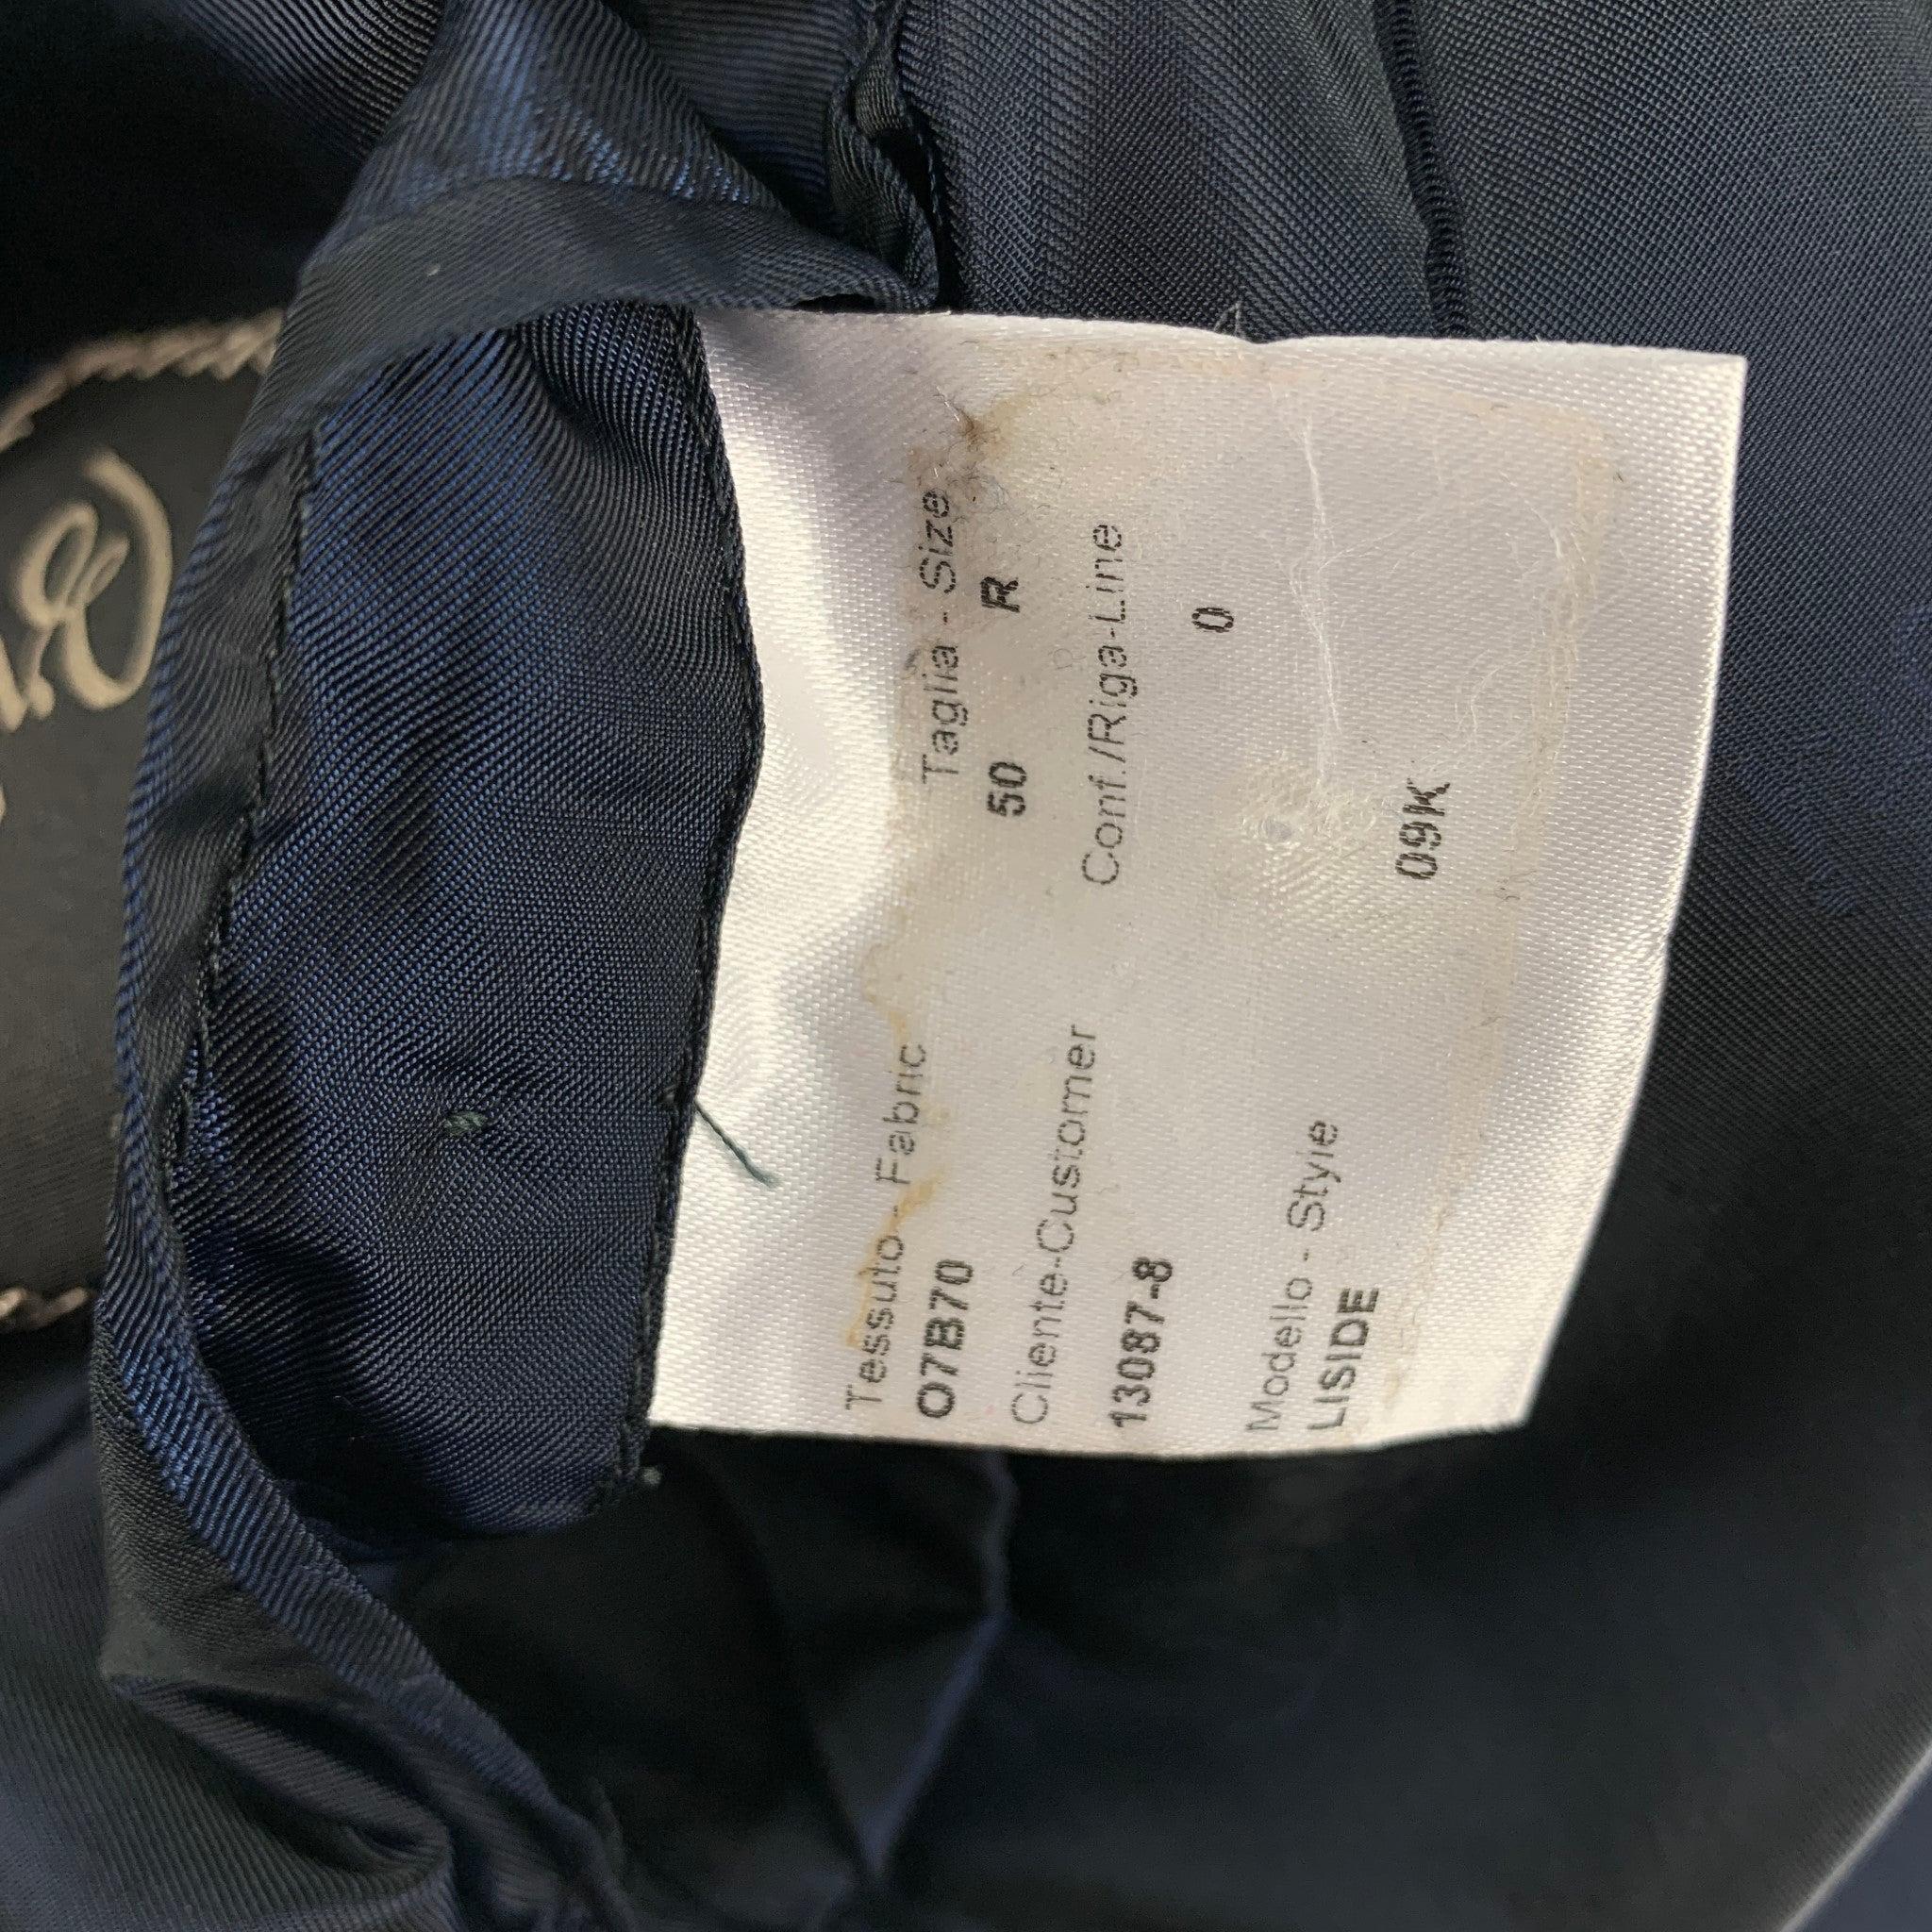 Tessuto - Fabric Taglia - Size
O7B70 50 R
Cliente-Customer Conf./Riga-Line
13087-8 0
Modello - Style
LISIDE 09K